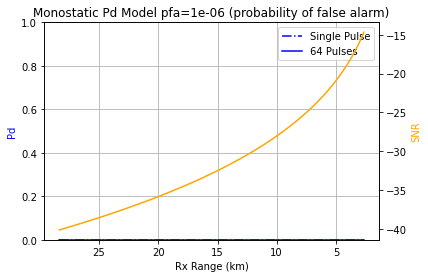 Monostatic Pd Model pfa=1e-06 (probability of false alarm)
1.0
0.8
0.6
0.4
0.2
0.0
Pd
Single Pulse
64 Pulses
−15
−20
−25
−30
−35
−40
SNR
25 20 15 10 5
Rx Range (km)